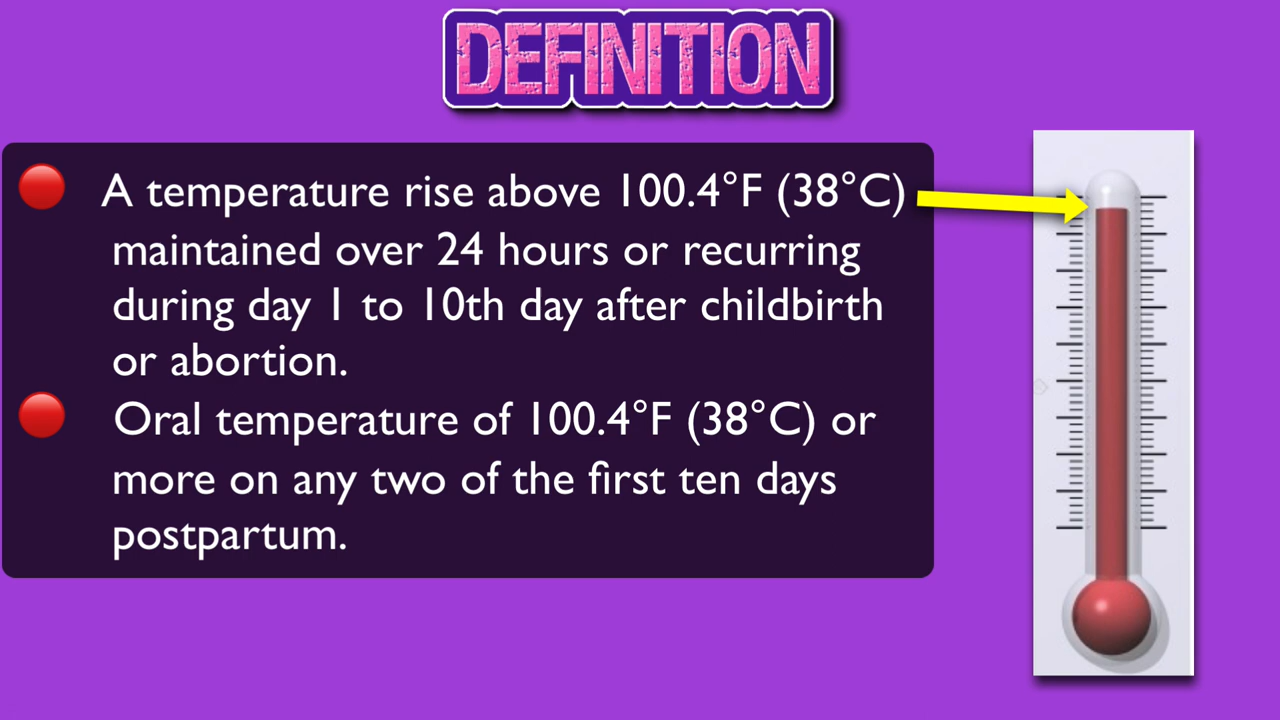 DEFINITION
A temperature rise above 100.4°F (38°C)
maintained over 24 hours or recurring
during day 1 to 10th day after childbirth
or abortion.
Oral temperature of 100.4°F (38°C) or
more on any two of the first ten days
postpartum.